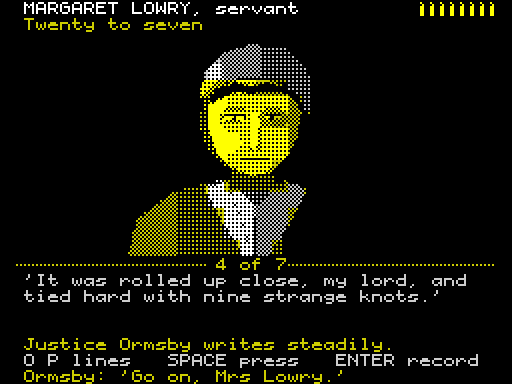 MARGARET LOWRY, servant
Twenty to seven
4 of 7
'It was rolled up close, my lord, and
tied hard with nine strange knots.'
Justice Ormsby writes steadily.
O P lines   SPACE press   ENTER record
Ormsby: 'Go on, Mrs Lowry.'